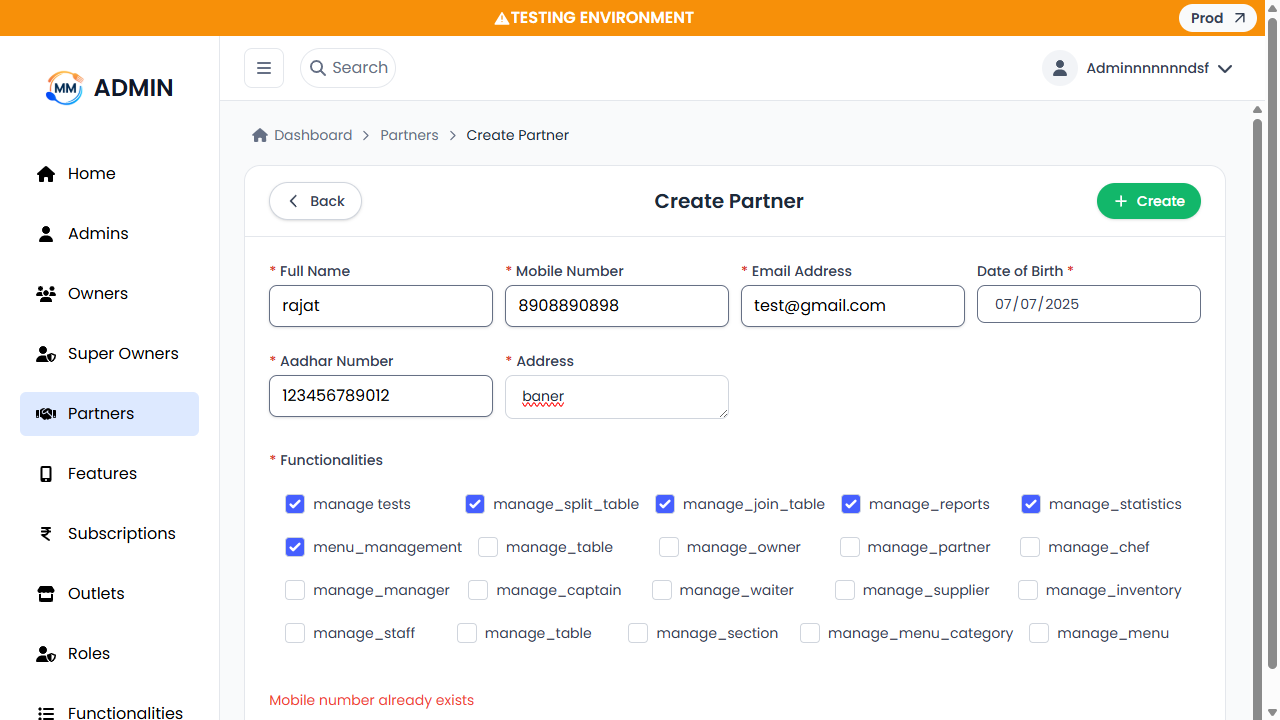 TESTING ENVIRONMENT
Prod
MM ADMIN
Search
Adminnnnnnndsf
Dashboard > Partners > Create Partner
Home
Admins
Owners
Super Owners
Partners
Features
Subscriptions
Outlets
Roles
Functionalities
Back
Create Partner
+ Create
* Full Name
* Mobile Number
* Email Address
Date of Birth *
rajat
8908890898
test@gmail.com
07/07/2025
* Aadhar Number
* Address
123456789012
baner
* Functionalities
manage tests
manage_split_table
manage_join_table
manage_reports
manage_statistics
menu_management
manage_table
manage_owner
manage_partner
manage_chef
manage_manager
manage_captain
manage_waiter
manage_supplier
manage_inventory
manage_staff
manage_table
manage_section
manage_menu_category
manage_menu
Mobile number already exists